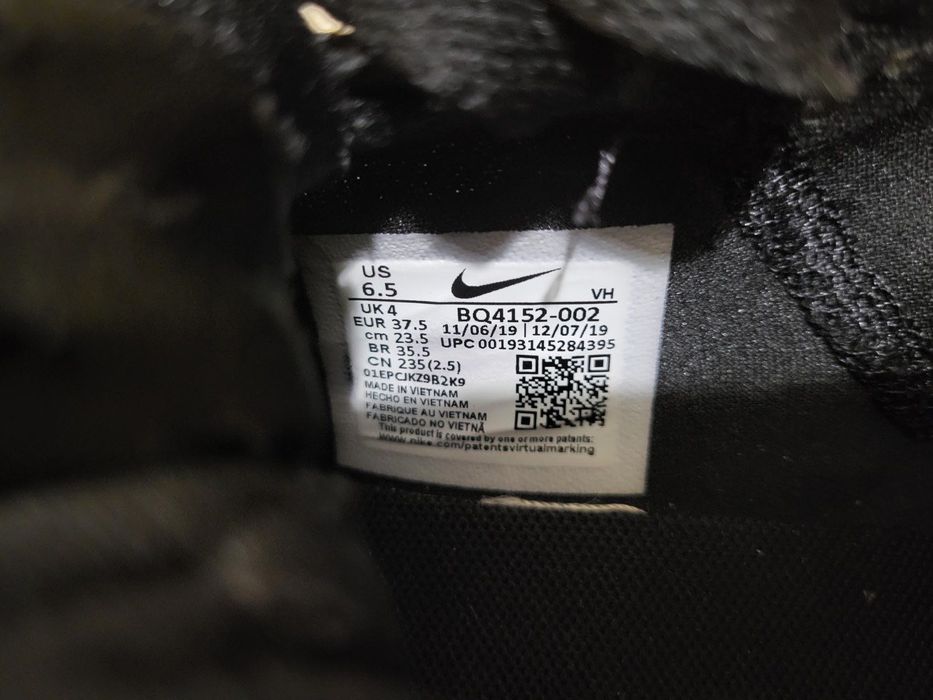 US
6.5
VH
UK 4
EUR 37.5
cm 23.5
BR 35.5
CN 235(2.5)
BQ4152-002
11/06/19 | 12/07/19
UPC 00193145284395
01EPCJKZ9B2K9
MADE IN VIETNAM
HECHO EN VIETNAM
FABRIQUE AU VIETNAM
FABRICADO NO VIETNÃ
This product is covered by one or more patents:
www.nike.com/patentsvirtualmarking